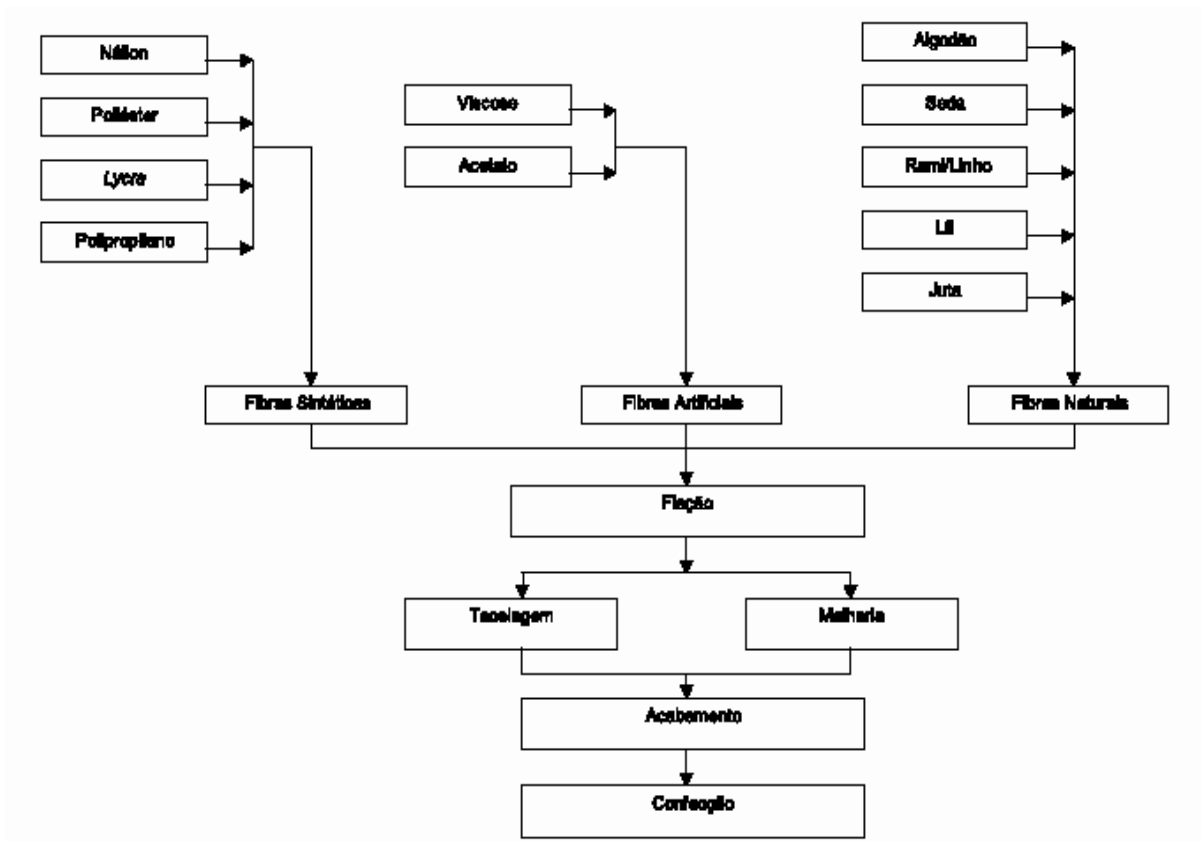 Náilon
Poliéster
Lycra
Polipropileno
Viscose
Acetato
Algodão
Seda
Rami/Linho
Lã
Juta
Fibras Sintéticas
Fibras Artificiais
Fibras Naturais
Fiação
Tecelagem
Malharia
Acabamento
Confecção